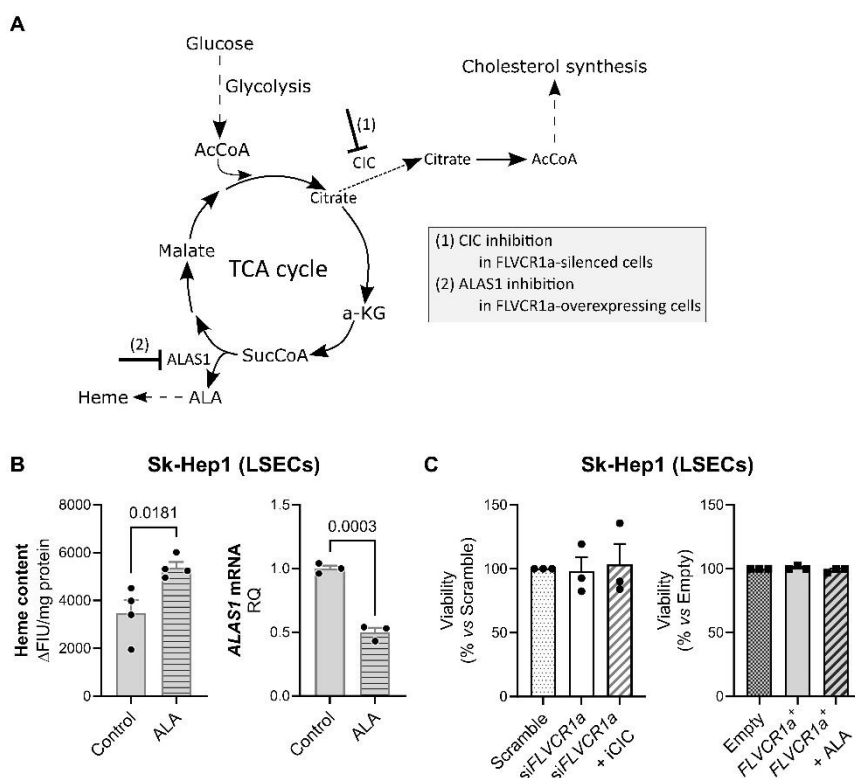 A
Glucose
Glycolysis
AcCoA
Cholesterol synthesis
(1)
CIC
Citrate
AcCoA
Citrate
Malate
TCA cycle
(1) CIC inhibition
in FLVCR1a-silenced cells
(2) ALAS1 inhibition
in FLVCR1a-overexpressing cells
a-KG
(2)
ALAS1
SucCoA
Heme
ALA
B
Sk-Hep1 (LSECs)
Heme content
ΔFIU/mg protein
8000
6000
4000
2000
0
0.0181
Control
ALA
ALAS1 mRNA
RQ
1.5
1.0
0.5
0.0
0.0003
Control
ALA
C
Sk-Hep1 (LSECs)
Viability
(% vs Scramble)
150
100
50
0
Scramble
siFLVCR1a
siFLVCR1a
+ iCIC
Viability
(% vs Empty)
150
100
50
0
Empty
FLVCR1a+
FLVCR1a+
+ ALA